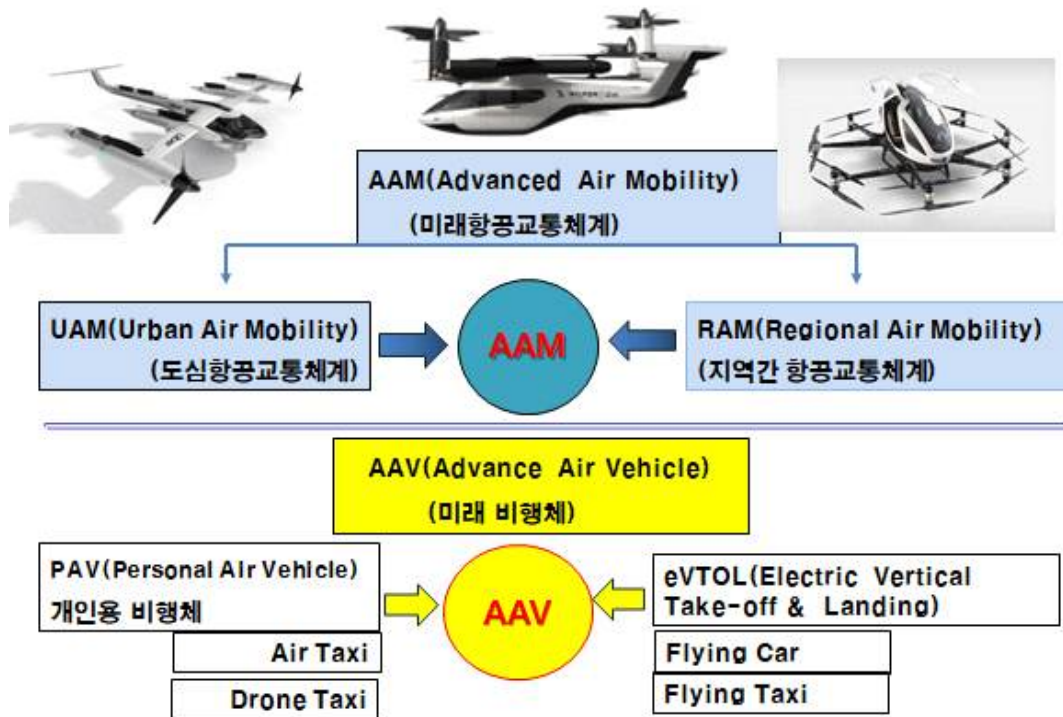 AAM(Advanced Air Mobility)
(미래항공교통체계)
UAM(Urban Air Mobility)
(도심항공교통체계)
AAM
RAM(Regional Air Mobility)
(지역간 항공교통체계)
AAV(Advance Air Vehicle)
(미래 비행체)
PAV(Personal Air Vehicle)
개인용 비행체
AAV
eVTOL(Electric Vertical
Take-off & Landing)
Air Taxi
Flying Car
Drone Taxi
Flying Taxi